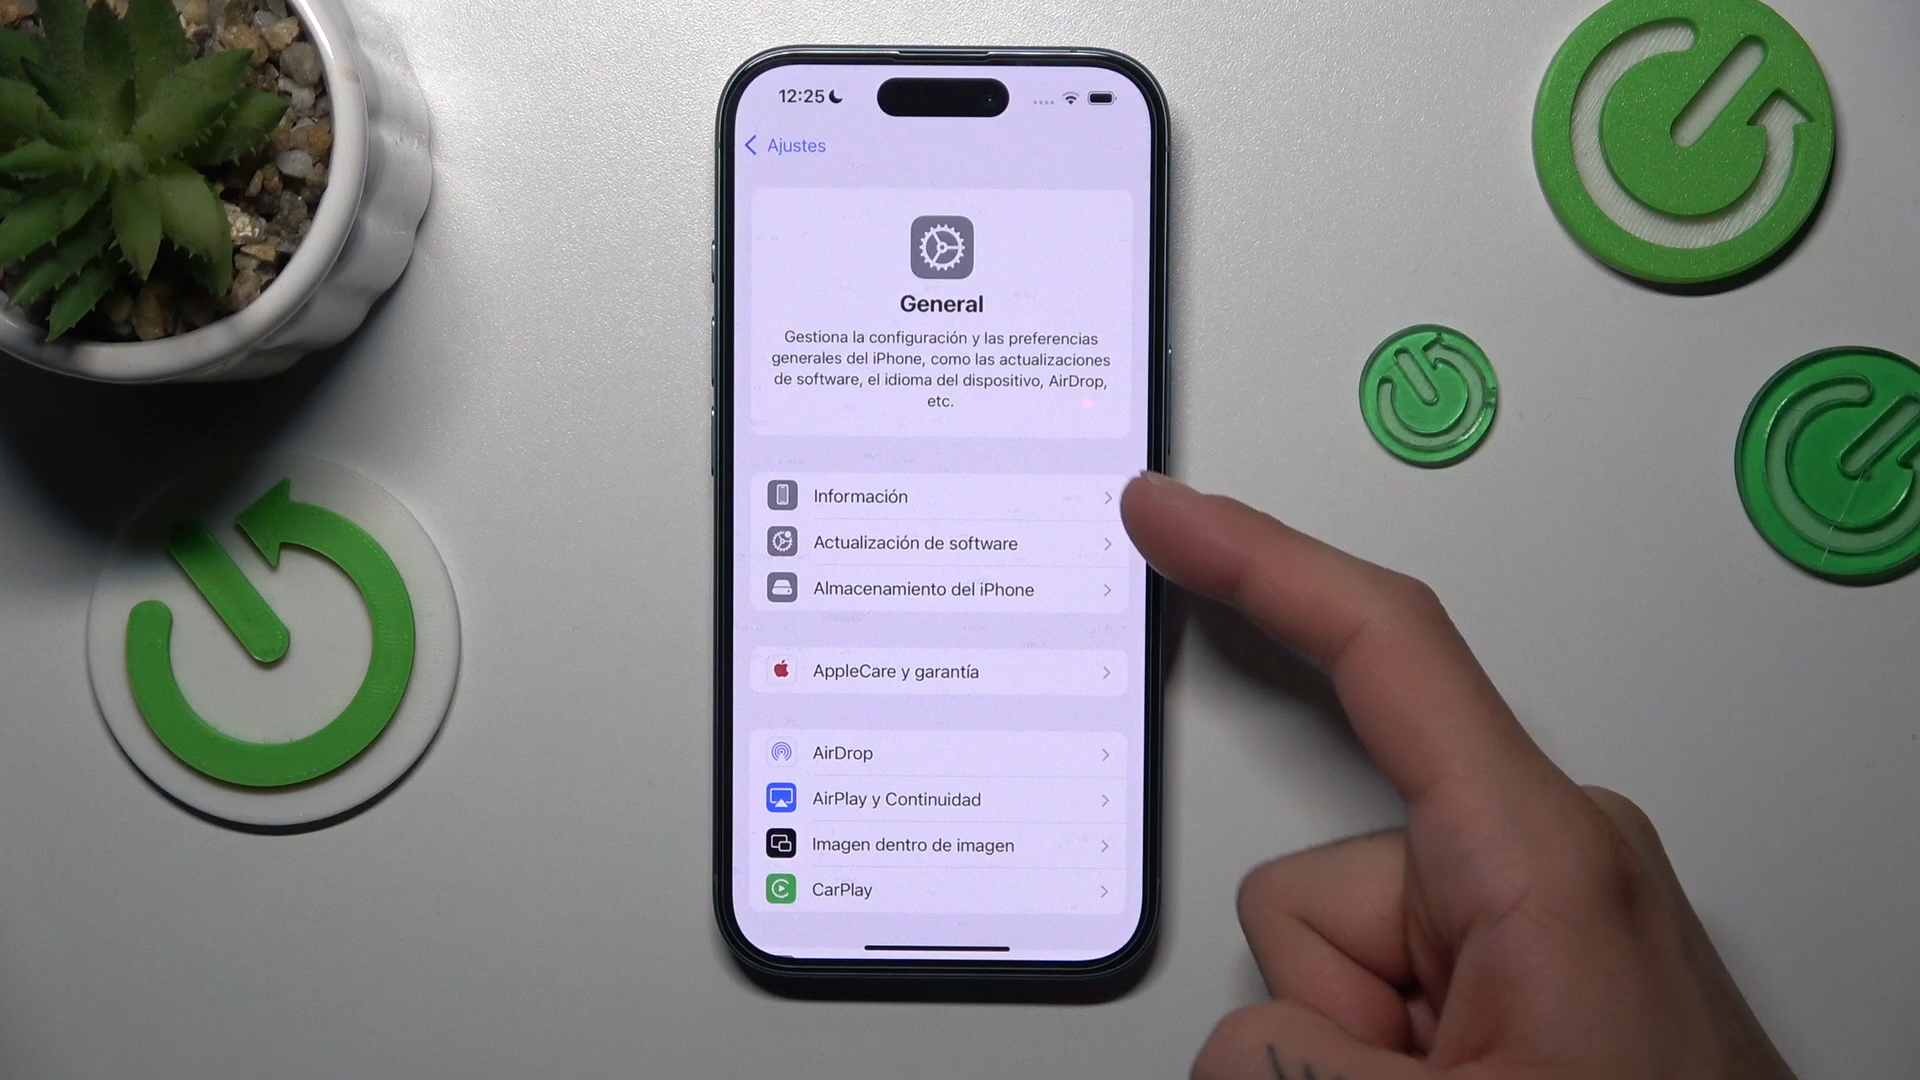 12:25
Ajustes
General
Gestiona la configuración y las preferencias
generales del iPhone, como las actualizaciones
de software, el idioma del dispositivo, AirDrop,
etc.
Información
Actualización de software
Almacenamiento del iPhone
AppleCare y garantía
AirDrop
AirPlay y Continuidad
Imagen dentro de imagen
CarPlay